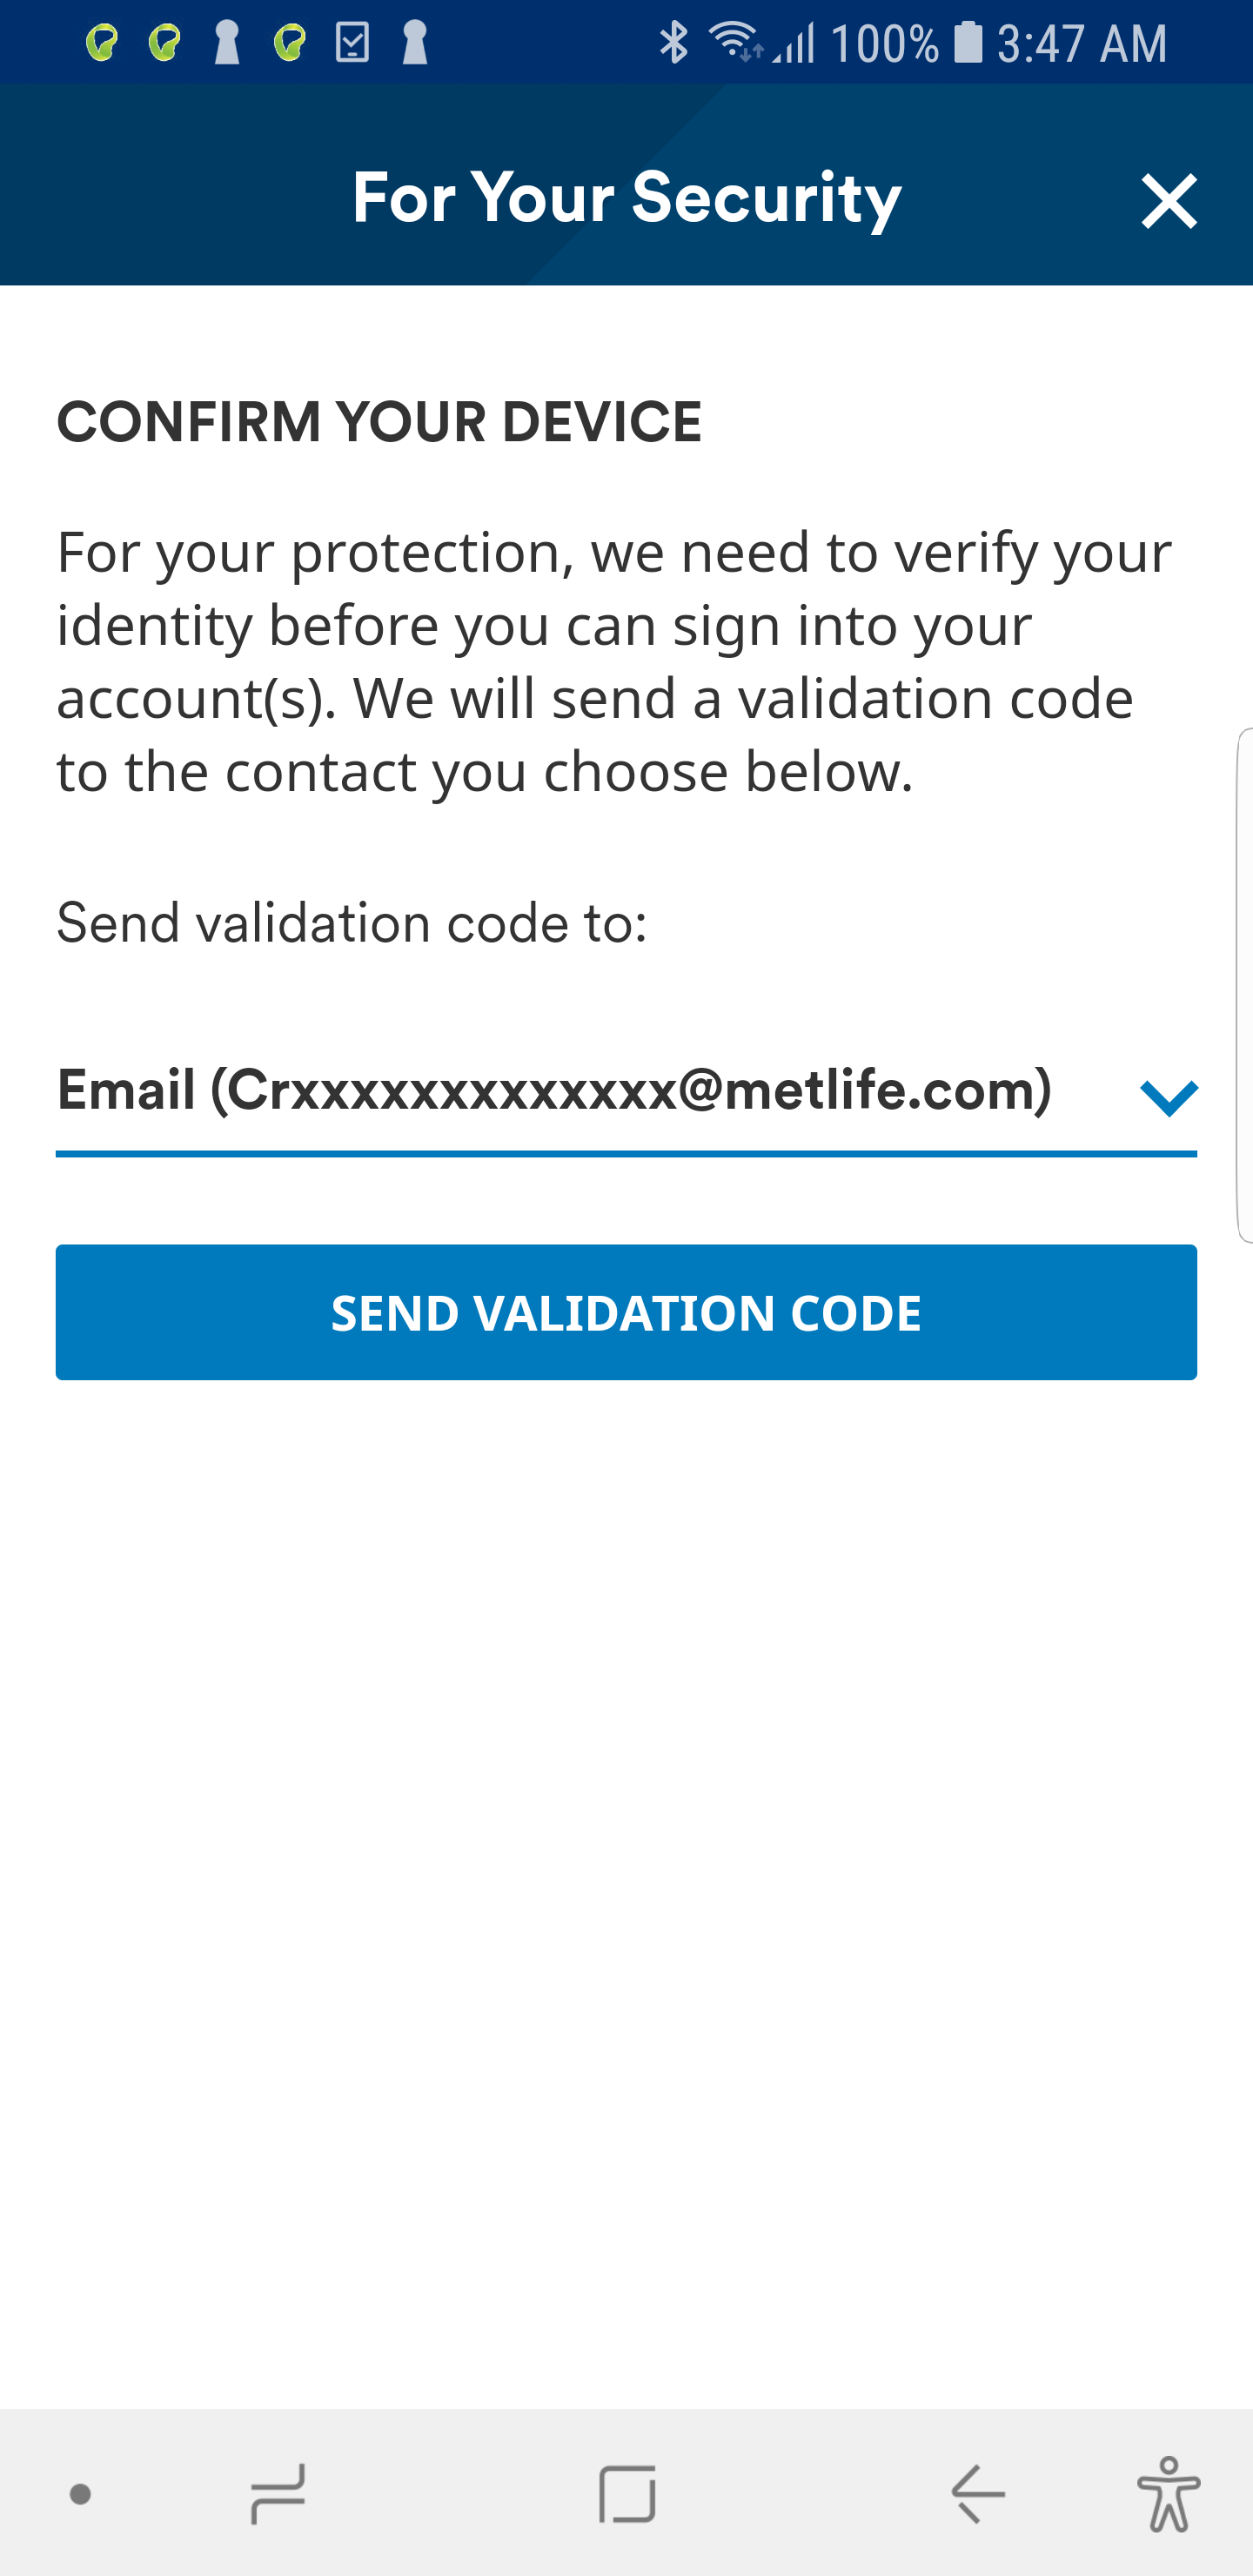 100% 3:47 AM
For Your Security
CONFIRM YOUR DEVICE
For your protection, we need to verify your
identity before you can sign into your
account(s). We will send a validation code
to the contact you choose below.
Send validation code to:
Email (Crxxxxxxxxxxxxx@metlife.com)
SEND VALIDATION CODE